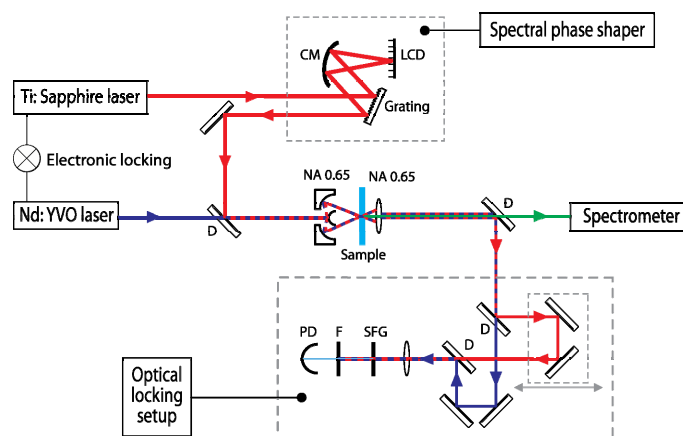 Spectral phase shaper
CM
LCD
Ti: Sapphire laser
Grating
Electronic locking
NA 0.65
NA 0.65
Nd: YVO laser
D
D
Spectrometer
Sample
D
PD
F
SFG
D
Optical
locking
setup